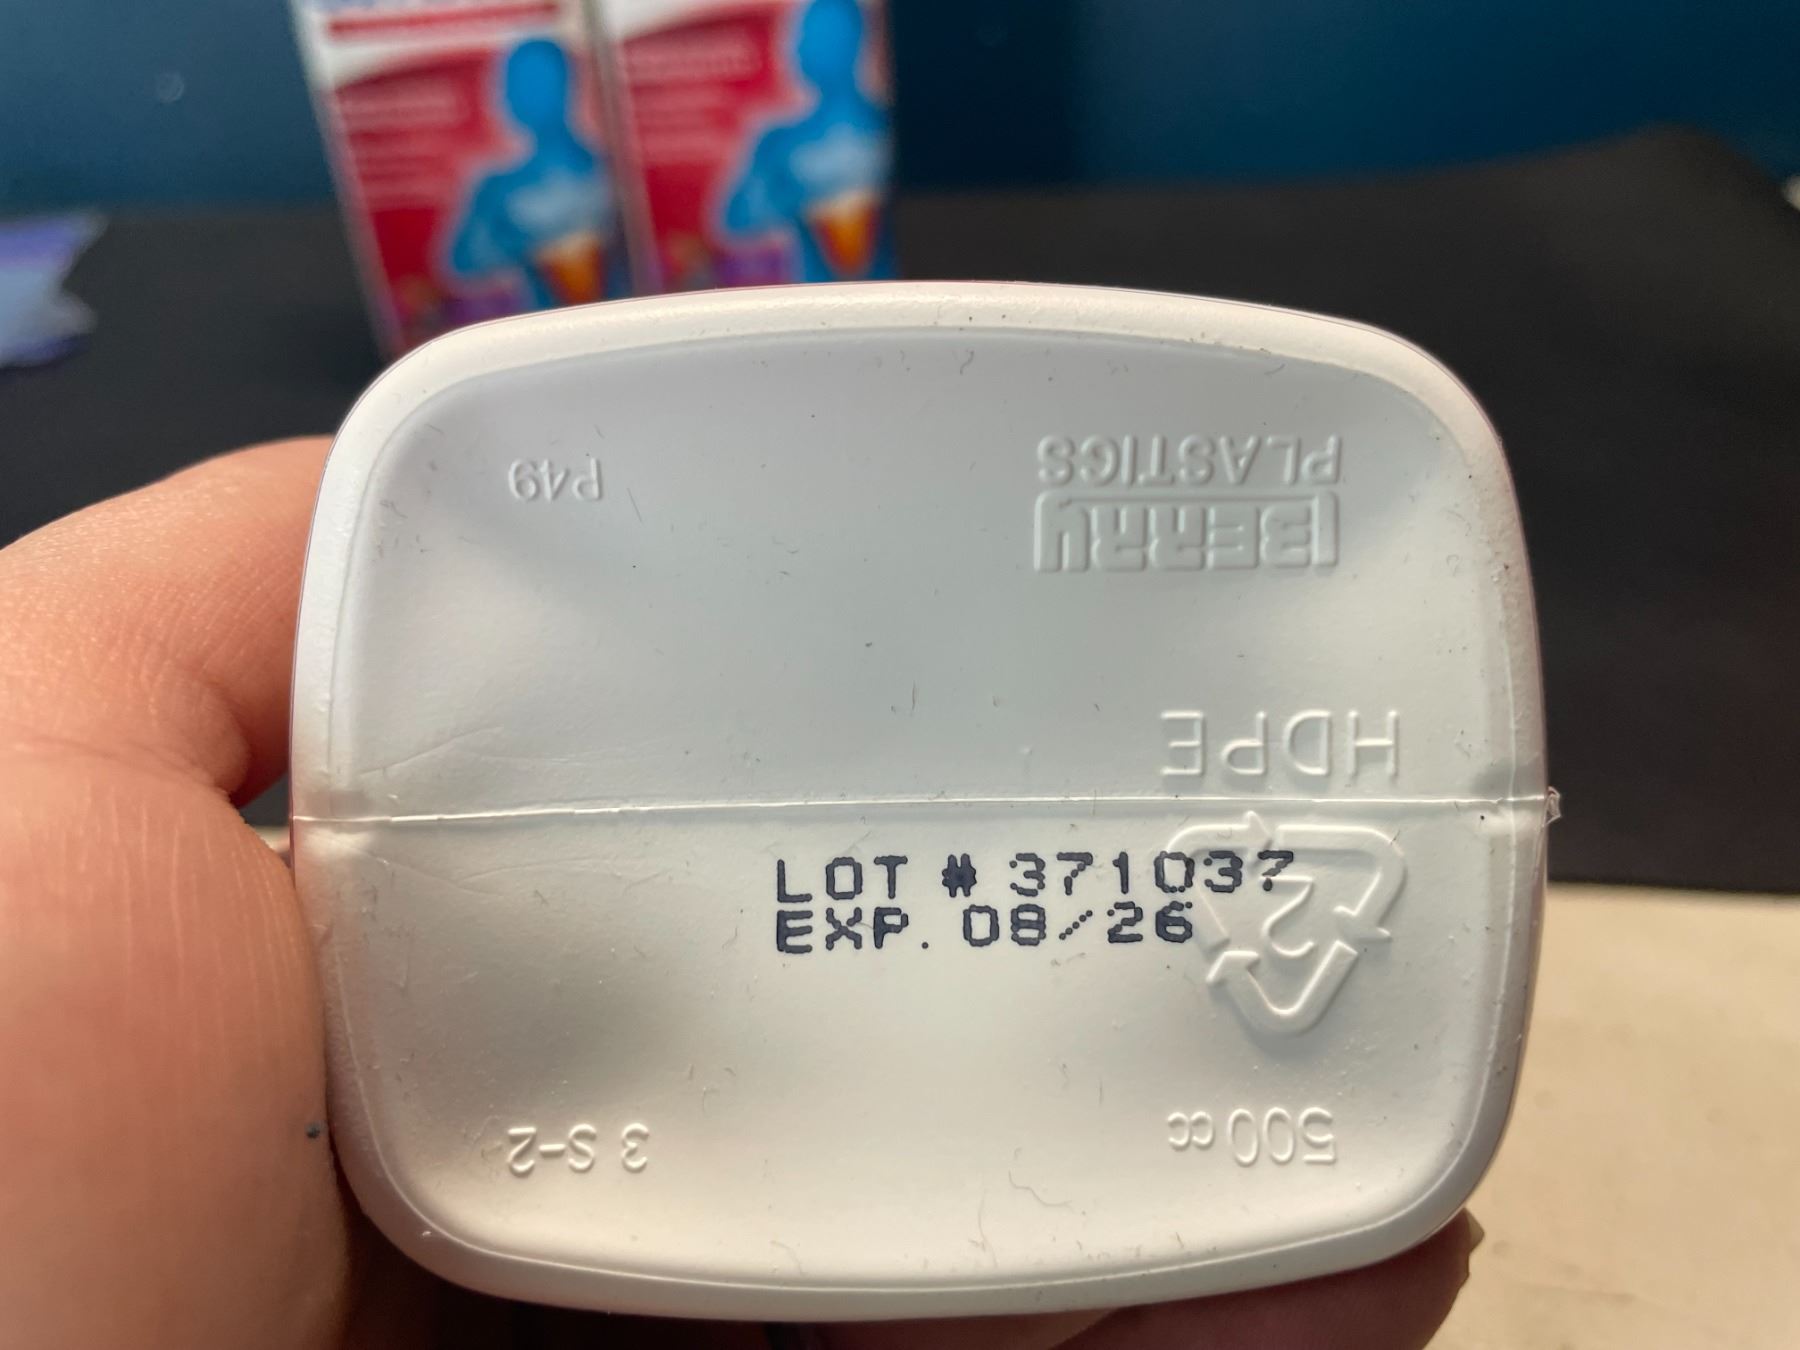 P49
BERRY
PLASTICS
HDPE
2
LOT # 371037
EXP. 08/26
3 S-2
500 cc